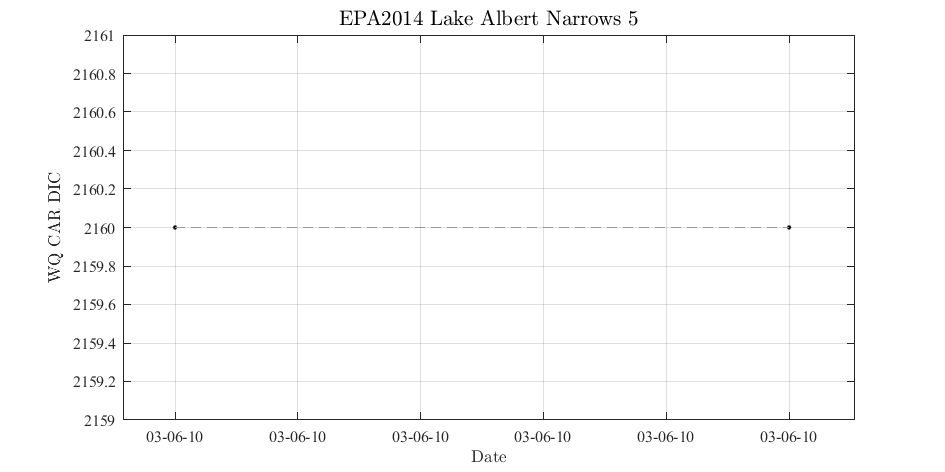 EPA2014 Lake Albert Narrows 5
2161
2160.8
2160.6
2160.4
2160.2
2160
2159.8
2159.6
2159.4
2159.2
2159
WQ CAR DIC
03-06-10 03-06-10 03-06-10 03-06-10 03-06-10 03-06-10
Date